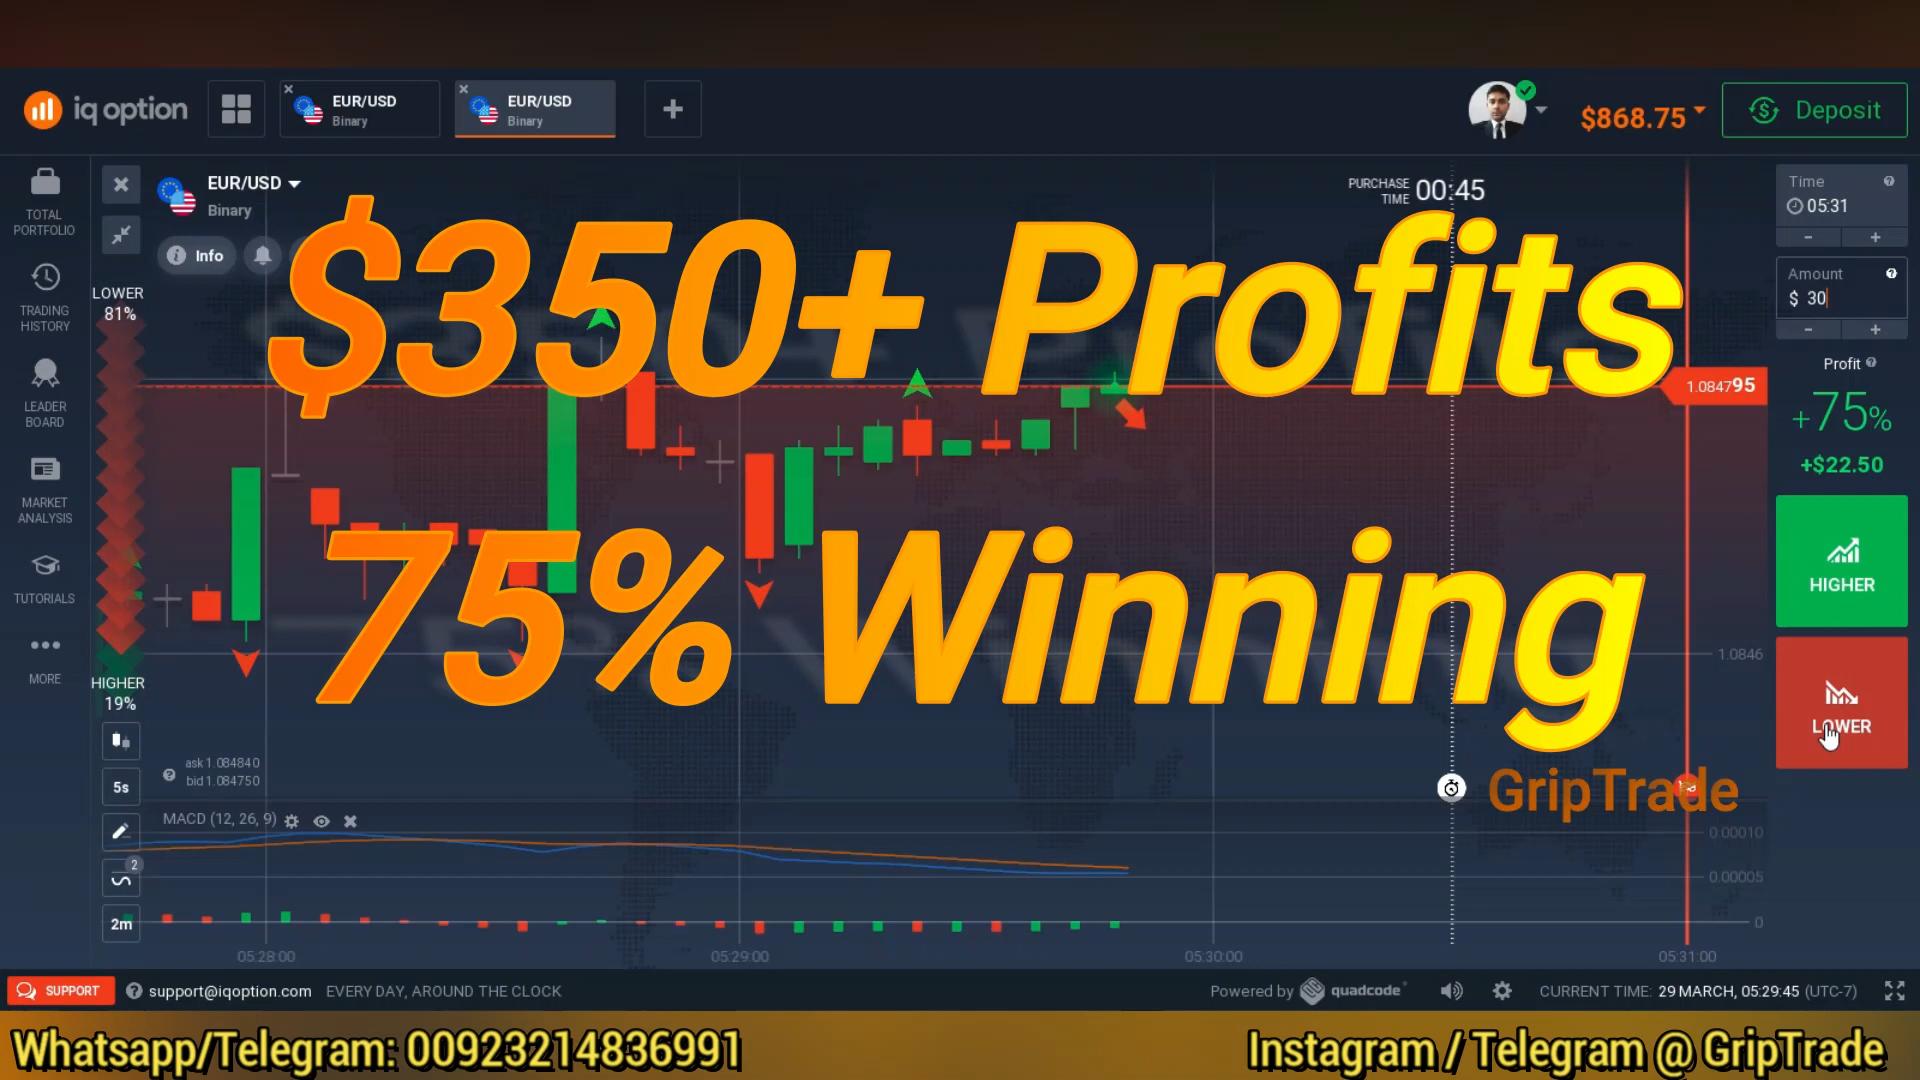 iq option
EUR/USD
Binary
EUR/USD
Binary
$868.75
Deposit
TOTAL
PORTFOLIO
TRADING
HISTORY
LEADER
BOARD
MARKET
ANALYSIS
TUTORIALS
MORE
EUR/USD
Binary
Info
LOWER
81%
HIGHER
19%
PURCHASE
TIME 00:45
$350+ Profits
75% Winning
GripTrade
Time
05:31
- +
Amount
$ 30
- +
Profit
+75%
+$22.50
HIGHER
LOWER
1.084795
1.0846
ask 1.084840
bid 1.084750
5s
MACD (12, 26, 9)
2
2m
0.00010
0.00005
0
05:28:00
05:29:00
05:30:00
05:31:00
SUPPORT
support@iqoption.com EVERY DAY, AROUND THE CLOCK
Powered by quadcode
CURRENT TIME: 29 MARCH, 05:29:45 (UTC-7)
Whatsapp/Telegram: 00923214836991
Instagram / Telegram @ GripTrade